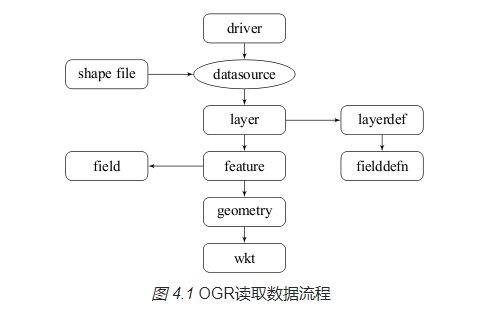 driver
shape file
datasource
layer
layerdef
field
feature
fielddefn
geometry
wkt
图 4.1 OGR读取数据流程